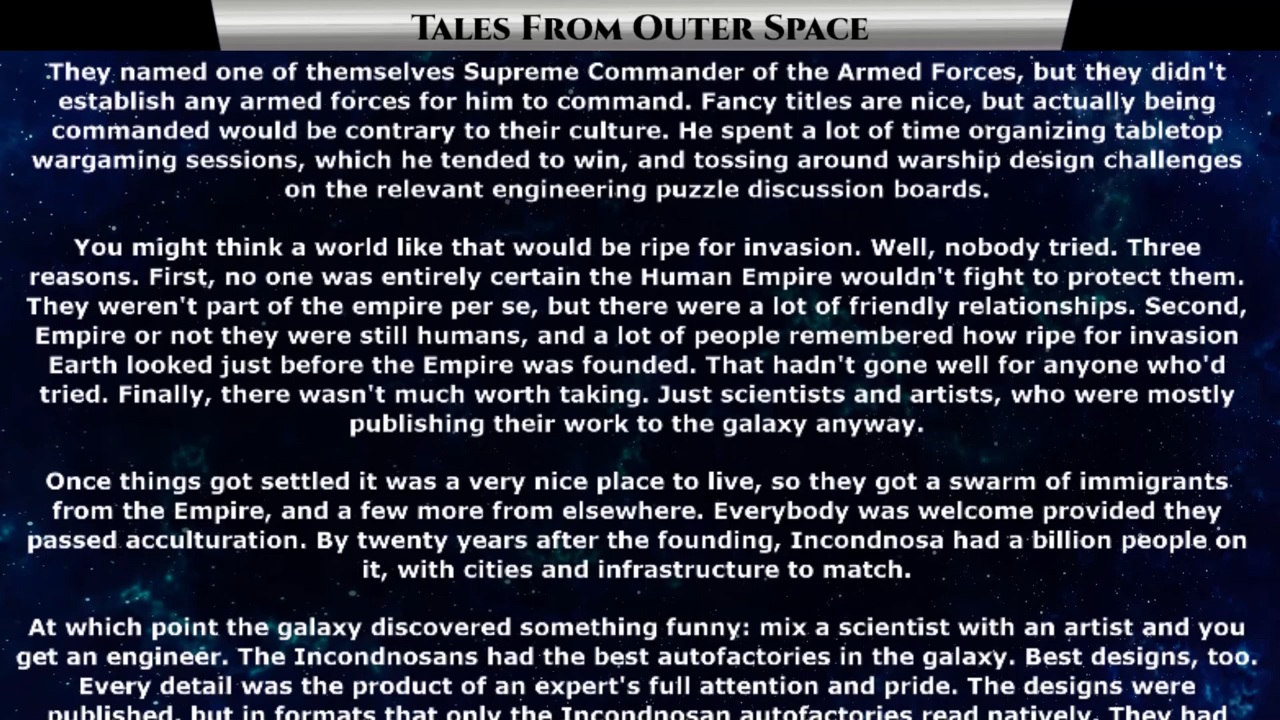 Tales From Outer Space
They named one of themselves Supreme Commander of the Armed Forces, but they didn't
establish any armed forces for him to command. Fancy titles are nice, but actually being
commanded would be contrary to their culture. He spent a lot of time organizing tabletop
wargaming sessions, which he tended to win, and tossing around warship design challenges
on the relevant engineering puzzle discussion boards.
You might think a world like that would be ripe for invasion. Well, nobody tried. Three
reasons. First, no one was entirely certain the Human Empire wouldn't fight to protect them.
They weren't part of the empire per se, but there were a lot of friendly relationships. Second,
Empire or not they were still humans, and a lot of people remembered how ripe for invasion
Earth looked just before the Empire was founded. That hadn't gone well for anyone who'd
tried. Finally, there wasn't much worth taking. Just scientists and artists, who were mostly
publishing their work to the galaxy anyway.
Once things got settled it was a very nice place to live, so they got a swarm of immigrants
from the Empire, and a few more from elsewhere. Everybody was welcome provided they
passed acculturation. By twenty years after the founding, Incondnosa had a billion people on
it, with cities and infrastructure to match.
At which point the galaxy discovered something funny: mix a scientist with an artist and you
get an engineer. The Incondnosans had the best autofactories in the galaxy. Best designs, too.
Every detail was the product of an expert's full attention and pride. The designs were
published, but in formats that only the Incondnosan autofactories read natively. They had